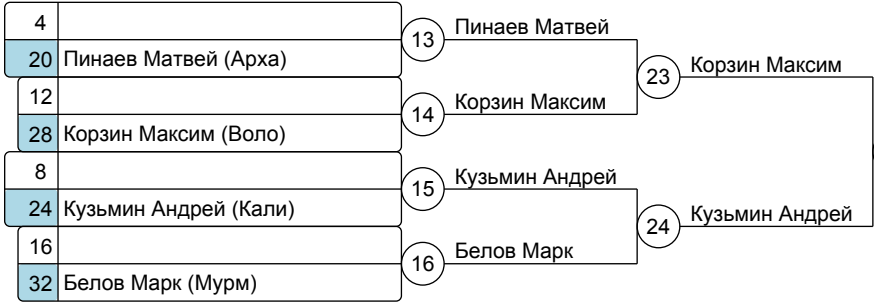 4
20 Пинаев Матвей (Арха)
13
Пинаев Матвей
12
28 Корзин Максим (Воло)
14
Корзин Максим
23
Корзин Максим
8
24 Кузьмин Андрей (Кали)
15
Кузьмин Андрей
16
32 Белов Марк (Мурм)
16
Белов Марк
24
Кузьмин Андрей